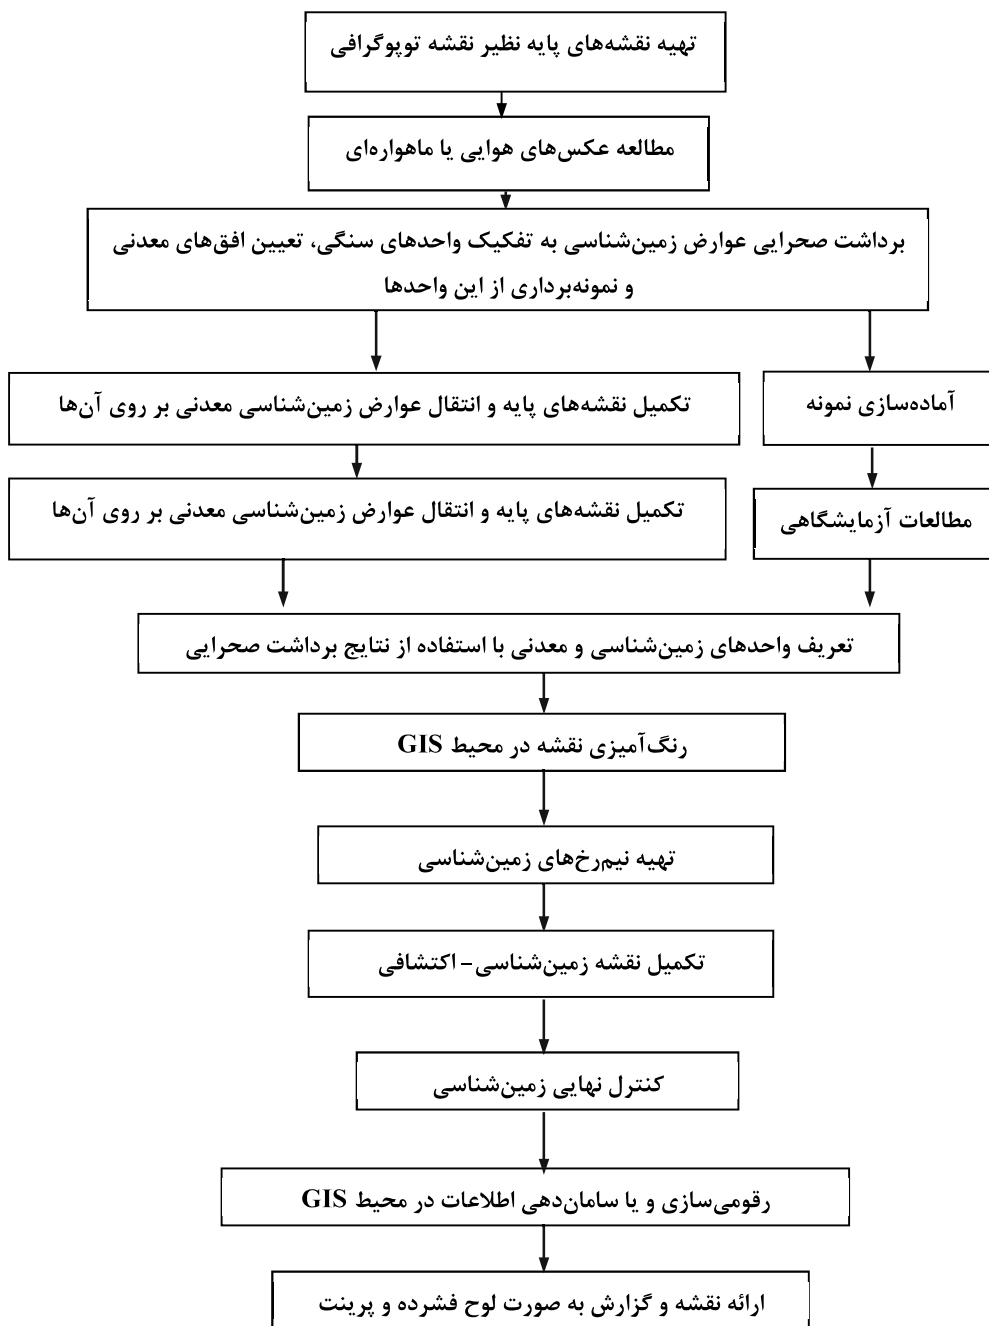 تهیه نقشه‌های پایه نظیر نقشه توپوگرافی
مطالعه عکس‌های هوایی یا ماهواره‌ای
برداشت صحرایی عوارض زمین‌شناسی به تفکیک واحدهای سنگی، تعیین افق‌های معدنی
و نمونه‌برداری از این واحدها
آماده‌سازی نمونه
تکمیل نقشه‌های پایه و انتقال عوارض زمین‌شناسی معدنی بر روی آن‌ها
مطالعات آزمایشگاهی
تکمیل نقشه‌های پایه و انتقال عوارض زمین‌شناسی معدنی بر روی آن‌ها
تعریف واحدهای زمین‌شناسی و معدنی با استفاده از نتایج برداشت صحرایی
رنگ‌آمیزی نقشه در محیط GIS
تهیه نیم‌رخ‌های زمین‌شناسی
تکمیل نقشه زمین‌شناسی – اکتشافی
کنترل نهایی زمین‌شناسی
رقومی‌سازی و یا سامان‌دهی اطلاعات در محیط GIS
ارائه نقشه و گزارش به صورت لوح فشرده و پرینت